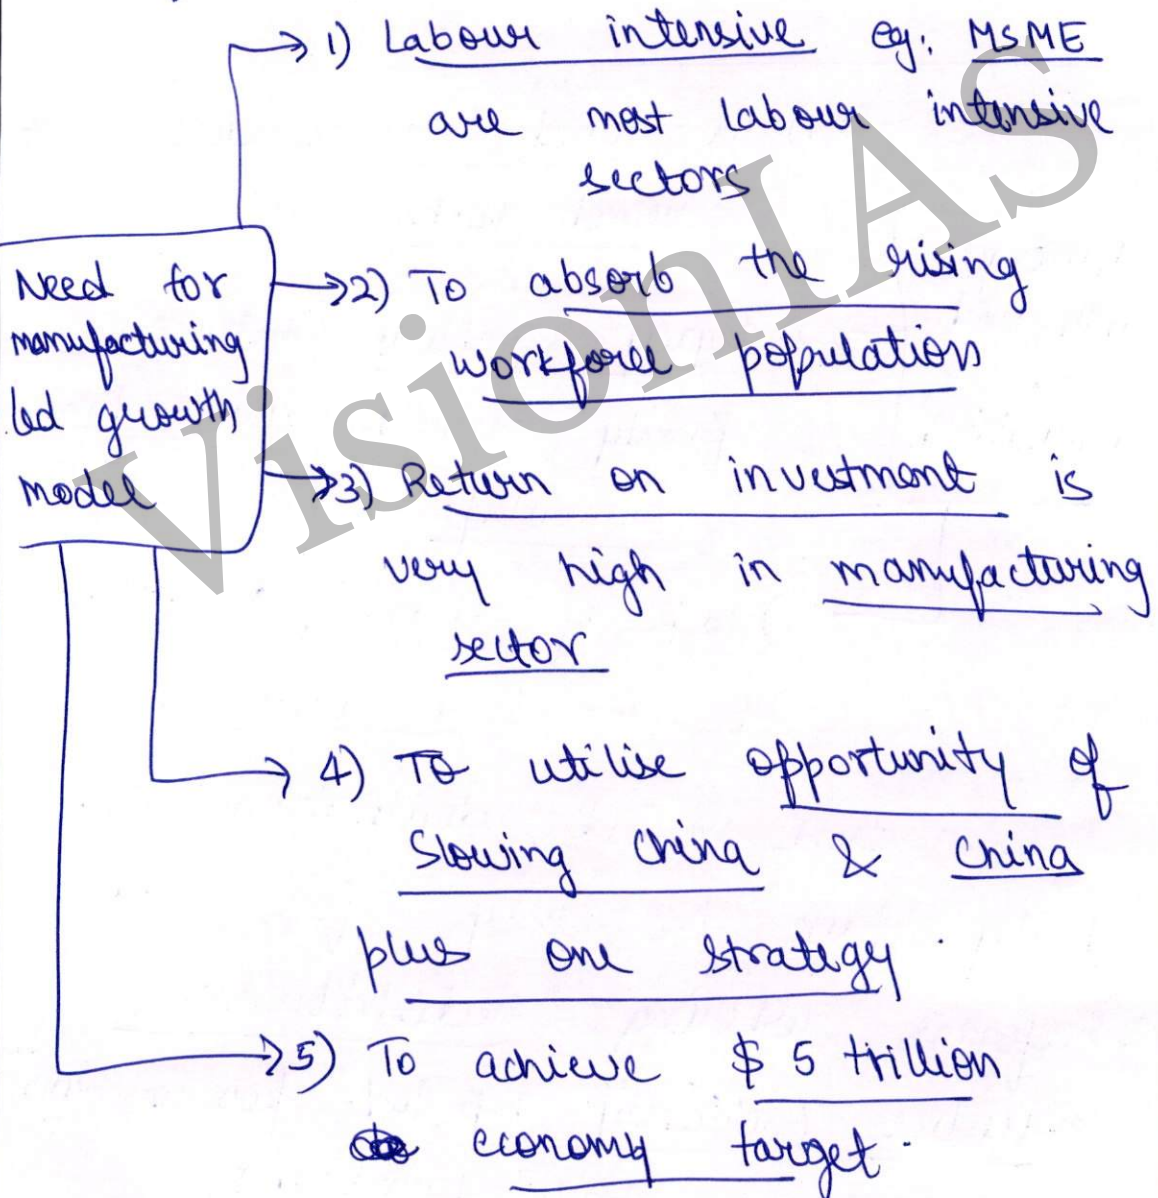 1) Labour intensive eg: MSME
are most labour intensive
sectors
Need for
manufacturing
led growth
model
2) To absorb the rising
workforce population
3) Return on investment is
very high in manufacturing
sector
4) To utilise opportunity of
slowing china & china
plus one strategy.
5) To achieve $ 5 trillion
economy target.
VisionIAS